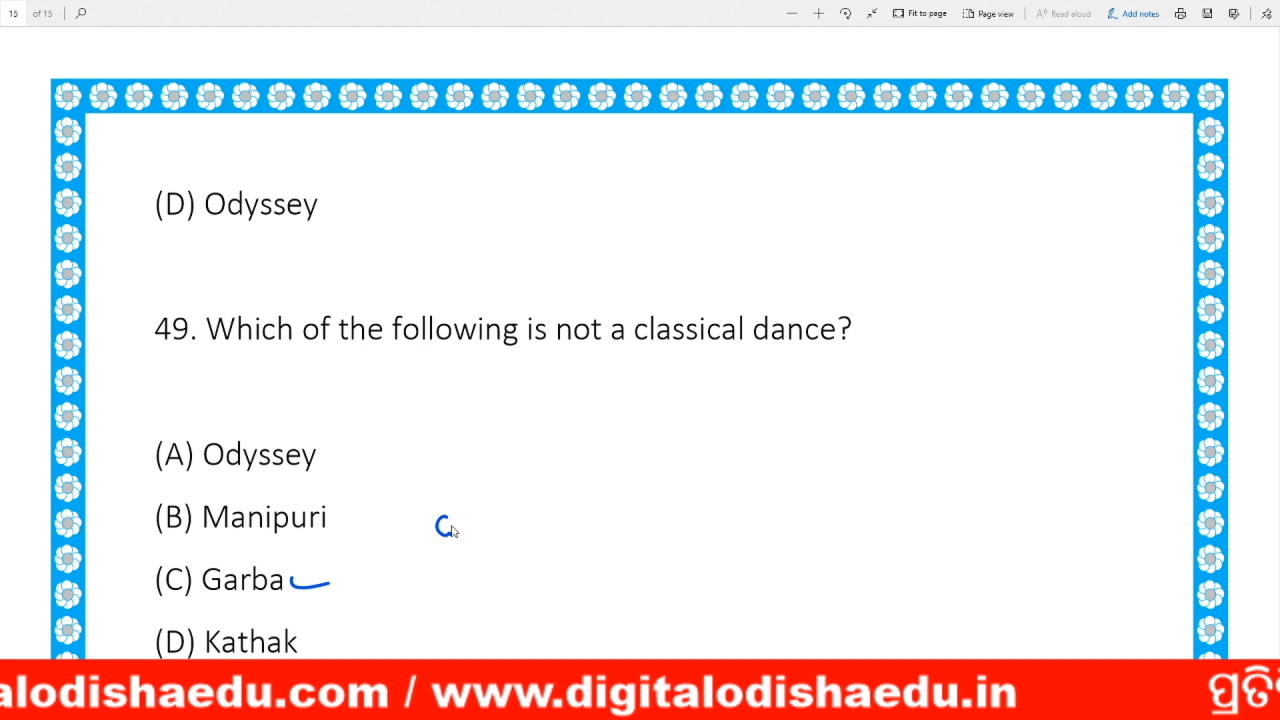 15 of 15 Fit to page Page view Read aloud Add notes
(D) Odyssey
49. Which of the following is not a classical dance?
(A) Odyssey
(B) Manipuri
(C) Garba
(D) Kathak
alodishaedu.com / www.digitalodishaedu.in